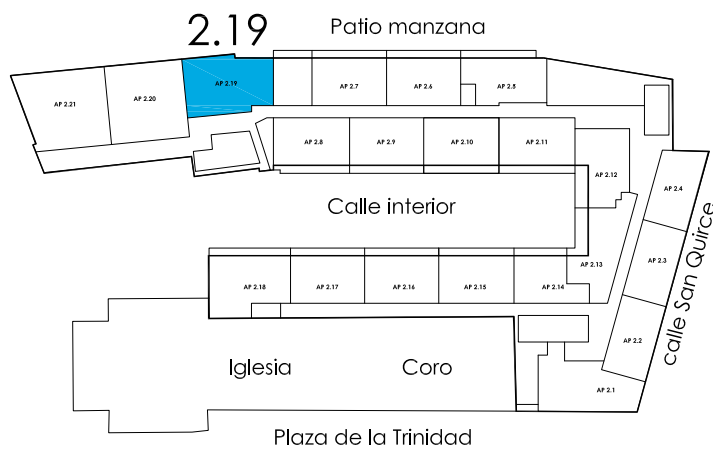 2.19
Patio manzana
AP 2.21
AP 2.20
AP 2.19
AP 2.7
AP 2.6
AP 2.5
AP 2.8
AP 2.9
AP 2.10
AP 2.11
AP 2.12
AP 2.4
Calle interior
AP 2.3
AP 2.13
calle San Quirce
AP 2.18
AP 2.17
AP 2.16
AP 2.15
AP 2.14
AP 2.2
Iglesia
Coro
AP 2.1
Plaza de la Trinidad